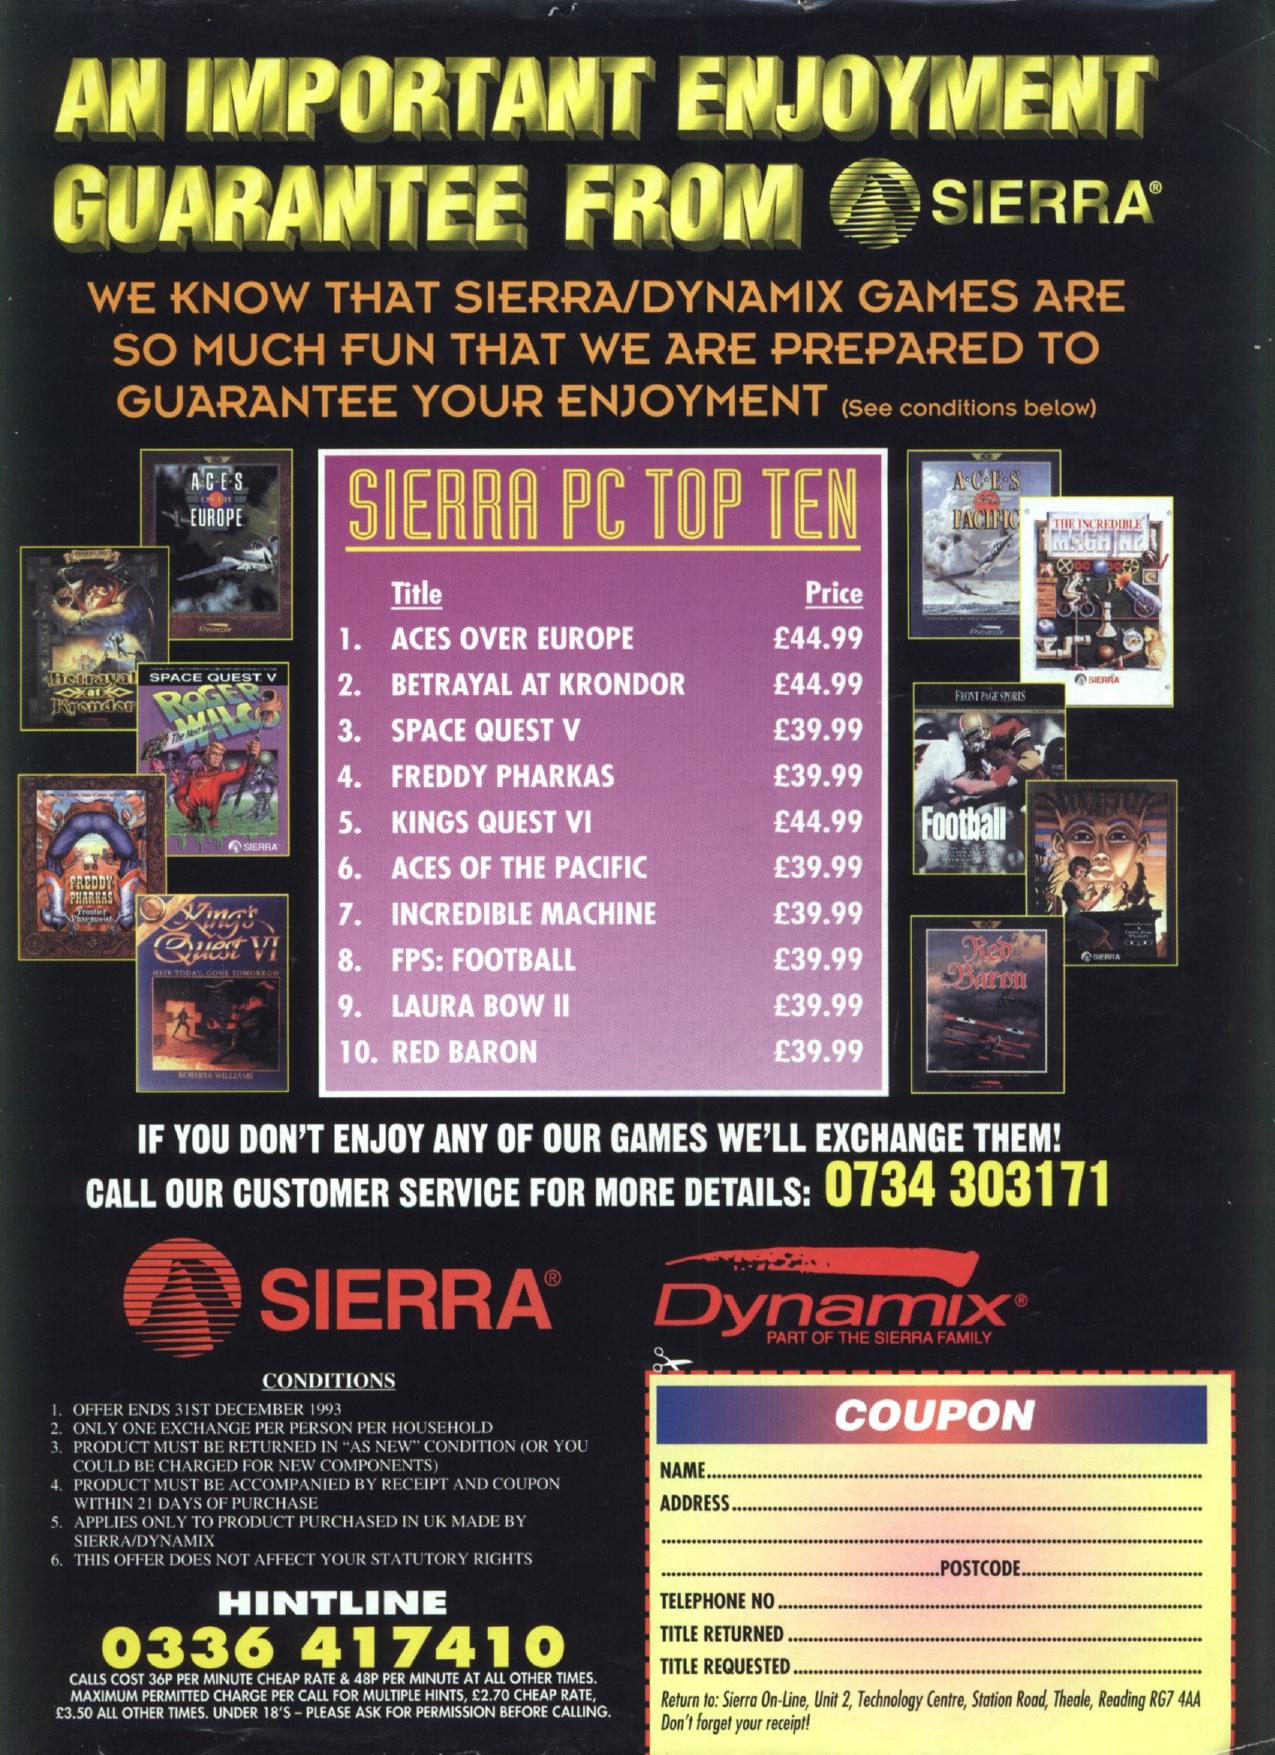 AN IMPORTANT ENJOYMENT
GUARANTEE FROM SIERRA®
WE KNOW THAT SIERRA/DYNAMIX GAMES ARE
SO MUCH FUN THAT WE ARE PREPARED TO
GUARANTEE YOUR ENJOYMENT (See conditions below)
A·C·E·S
OVER
EUROPE
Dynamix
Betrayal
at
Krondor
SPACE QUEST V
ROGER
WILCO
The Next Mutation
SIERRA
FREDDY
PHARKAS
Frontier
Pharmacist
King's
Quest VI
HEIR TODAY, GONE TOMORROW
ROBERTA WILLIAMS
SIERRA PC TOP TEN
Title Price
1. ACES OVER EUROPE £44.99
2. BETRAYAL AT KRONDOR £44.99
3. SPACE QUEST V £39.99
4. FREDDY PHARKAS £39.99
5. KINGS QUEST VI £44.99
6. ACES OF THE PACIFIC £39.99
7. INCREDIBLE MACHINE £39.99
8. FPS: FOOTBALL £39.99
9. LAURA BOW II £39.99
10. RED BARON £39.99
A·C·E·S
OF THE
PACIFIC
Dynamix
THE INCREDIBLE
MACHINE
SIERRA
FRONT PAGE SPORTS
Football
SIERRA
Red
Baron
Dynamix
IF YOU DON'T ENJOY ANY OF OUR GAMES WE'LL EXCHANGE THEM!
CALL OUR CUSTOMER SERVICE FOR MORE DETAILS: 0734 303171
SIERRA®
Dynamix®
PART OF THE SIERRA FAMILY
CONDITIONS
1. OFFER ENDS 31ST DECEMBER 1993
2. ONLY ONE EXCHANGE PER PERSON PER HOUSEHOLD
3. PRODUCT MUST BE RETURNED IN “AS NEW” CONDITION (OR YOU
COULD BE CHARGED FOR NEW COMPONENTS)
4. PRODUCT MUST BE ACCOMPANIED BY RECEIPT AND COUPON
WITHIN 21 DAYS OF PURCHASE
5. APPLIES ONLY TO PRODUCT PURCHASED IN UK MADE BY
SIERRA/DYNAMIX
6. THIS OFFER DOES NOT AFFECT YOUR STATUTORY RIGHTS
HINTLINE
0336 417410
CALLS COST 36P PER MINUTE CHEAP RATE & 48P PER MINUTE AT ALL OTHER TIMES.
MAXIMUM PERMITTED CHARGE PER CALL FOR MULTIPLE HINTS, £2.70 CHEAP RATE,
£3.50 ALL OTHER TIMES. UNDER 18'S – PLEASE ASK FOR PERMISSION BEFORE CALLING.
COUPON
NAME
ADDRESS
POSTCODE
TELEPHONE NO
TITLE RETURNED
TITLE REQUESTED
Return to: Sierra On-Line, Unit 2, Technology Centre, Station Road, Theale, Reading RG7 4AA
Don't forget your receipt!